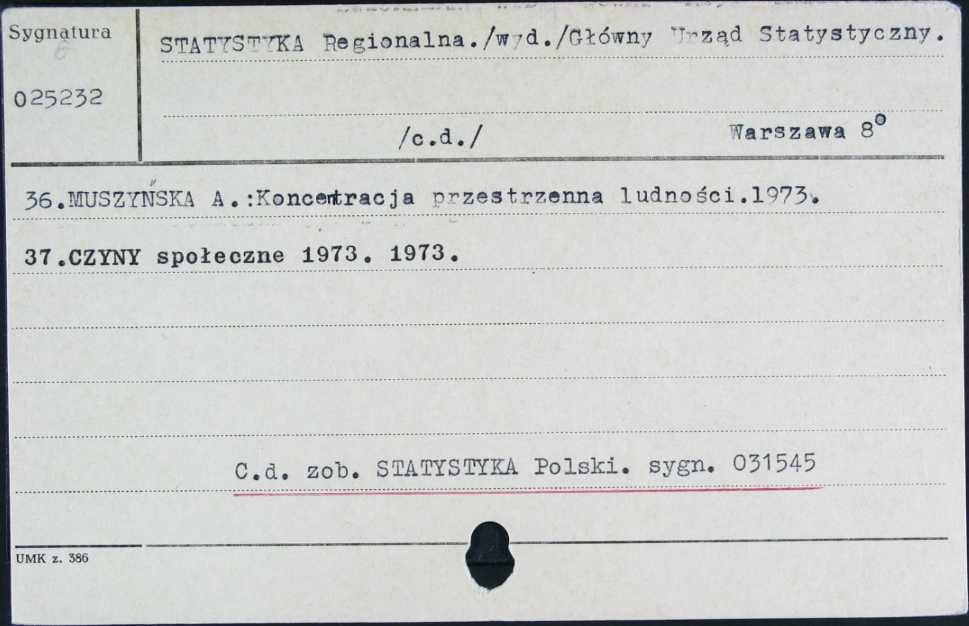 Sygnatura
STATYSTYKA Regionalna./wyd./Główny Urząd Statystyczny.
025232
/c.d./ Warszawa 8°
36.MUSZYŃSKA A.:Koncentracja przestrzenna ludności.1973.
37.CZYNY społeczne 1973. 1973.
C.d. zob. STATYSTYKA Polski. sygn. 031545
UMK z. 386